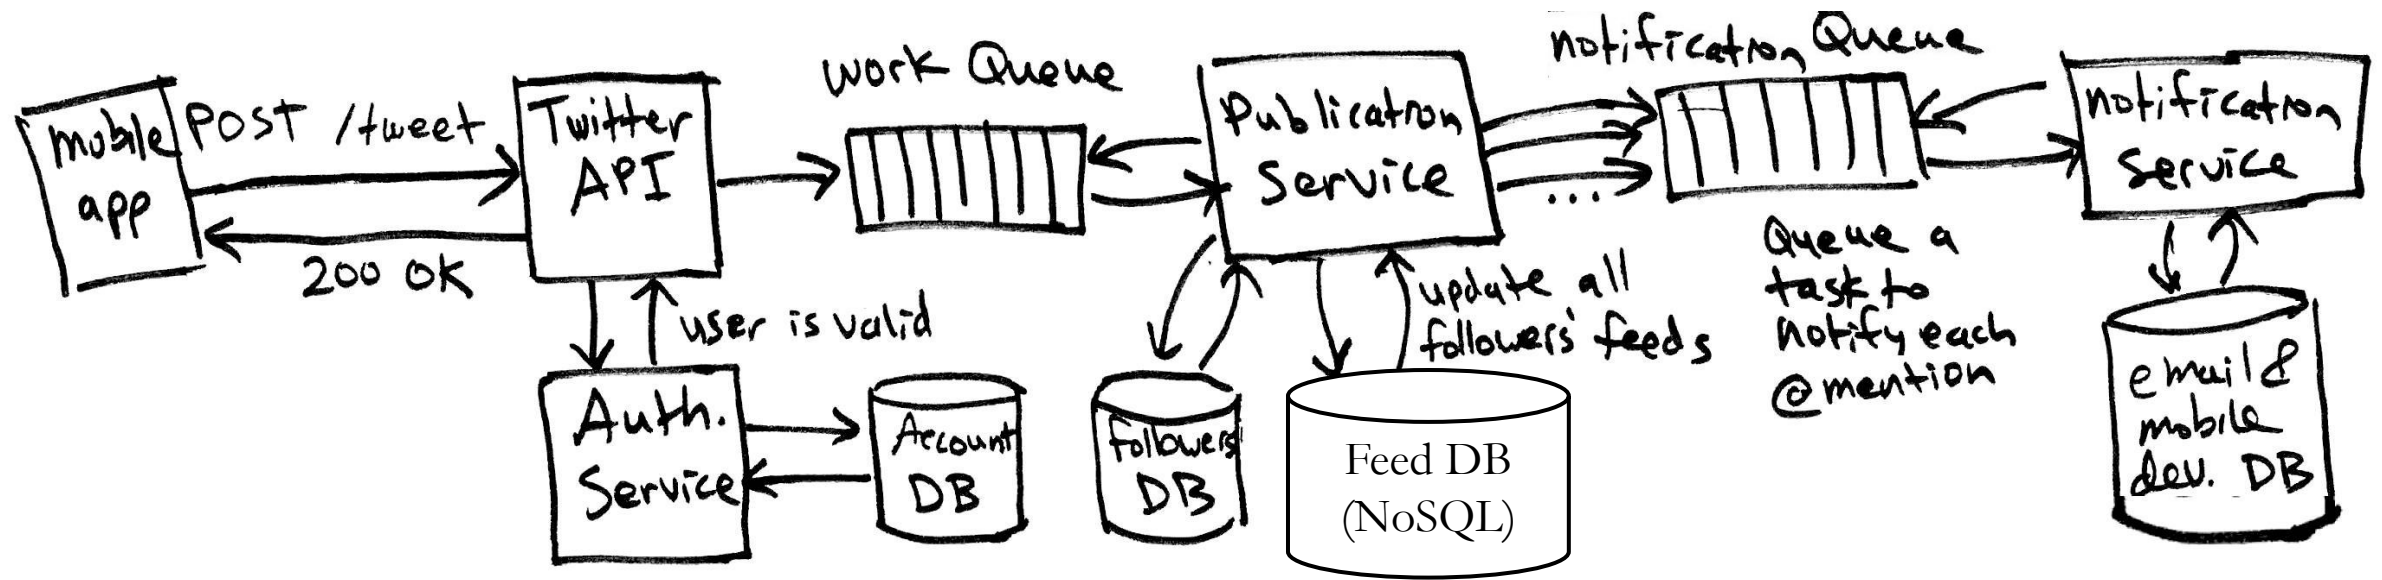 mobile
app
POST /tweet
200 OK
Twitter
API
user is valid
Auth.
Service
Account
DB
work Queue
Publication
Service
followers
DB
update all
followers' feeds
Feed DB
(NoSQL)
notification Queue
...
Queue a
task to
notify each
@mention
notification
service
email &
mobile
dev. DB